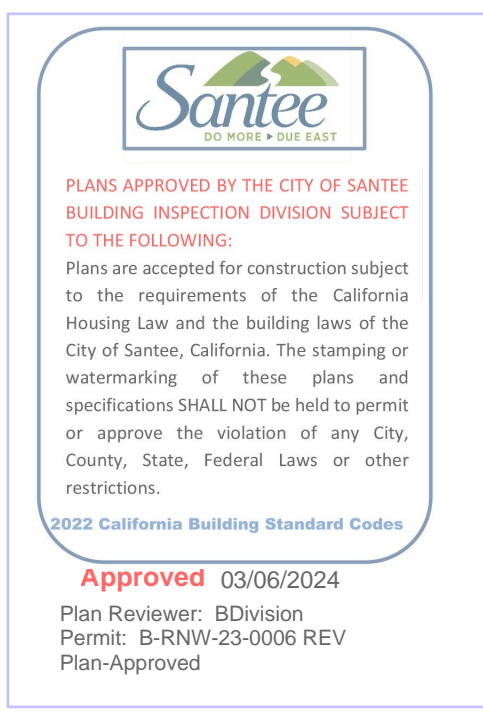 Santee
DO MORE ▶ DUE EAST
PLANS APPROVED BY THE CITY OF SANTEE
BUILDING INSPECTION DIVISION SUBJECT
TO THE FOLLOWING:
Plans are accepted for construction subject
to the requirements of the California
Housing Law and the building laws of the
City of Santee, California. The stamping or
watermarking of these plans and
specifications SHALL NOT be held to permit
or approve the violation of any City,
County, State, Federal Laws or other
restrictions.
2022 California Building Standard Codes
Approved 03/06/2024
Plan Reviewer: BDivision
Permit: B-RNW-23-0006 REV
Plan-Approved